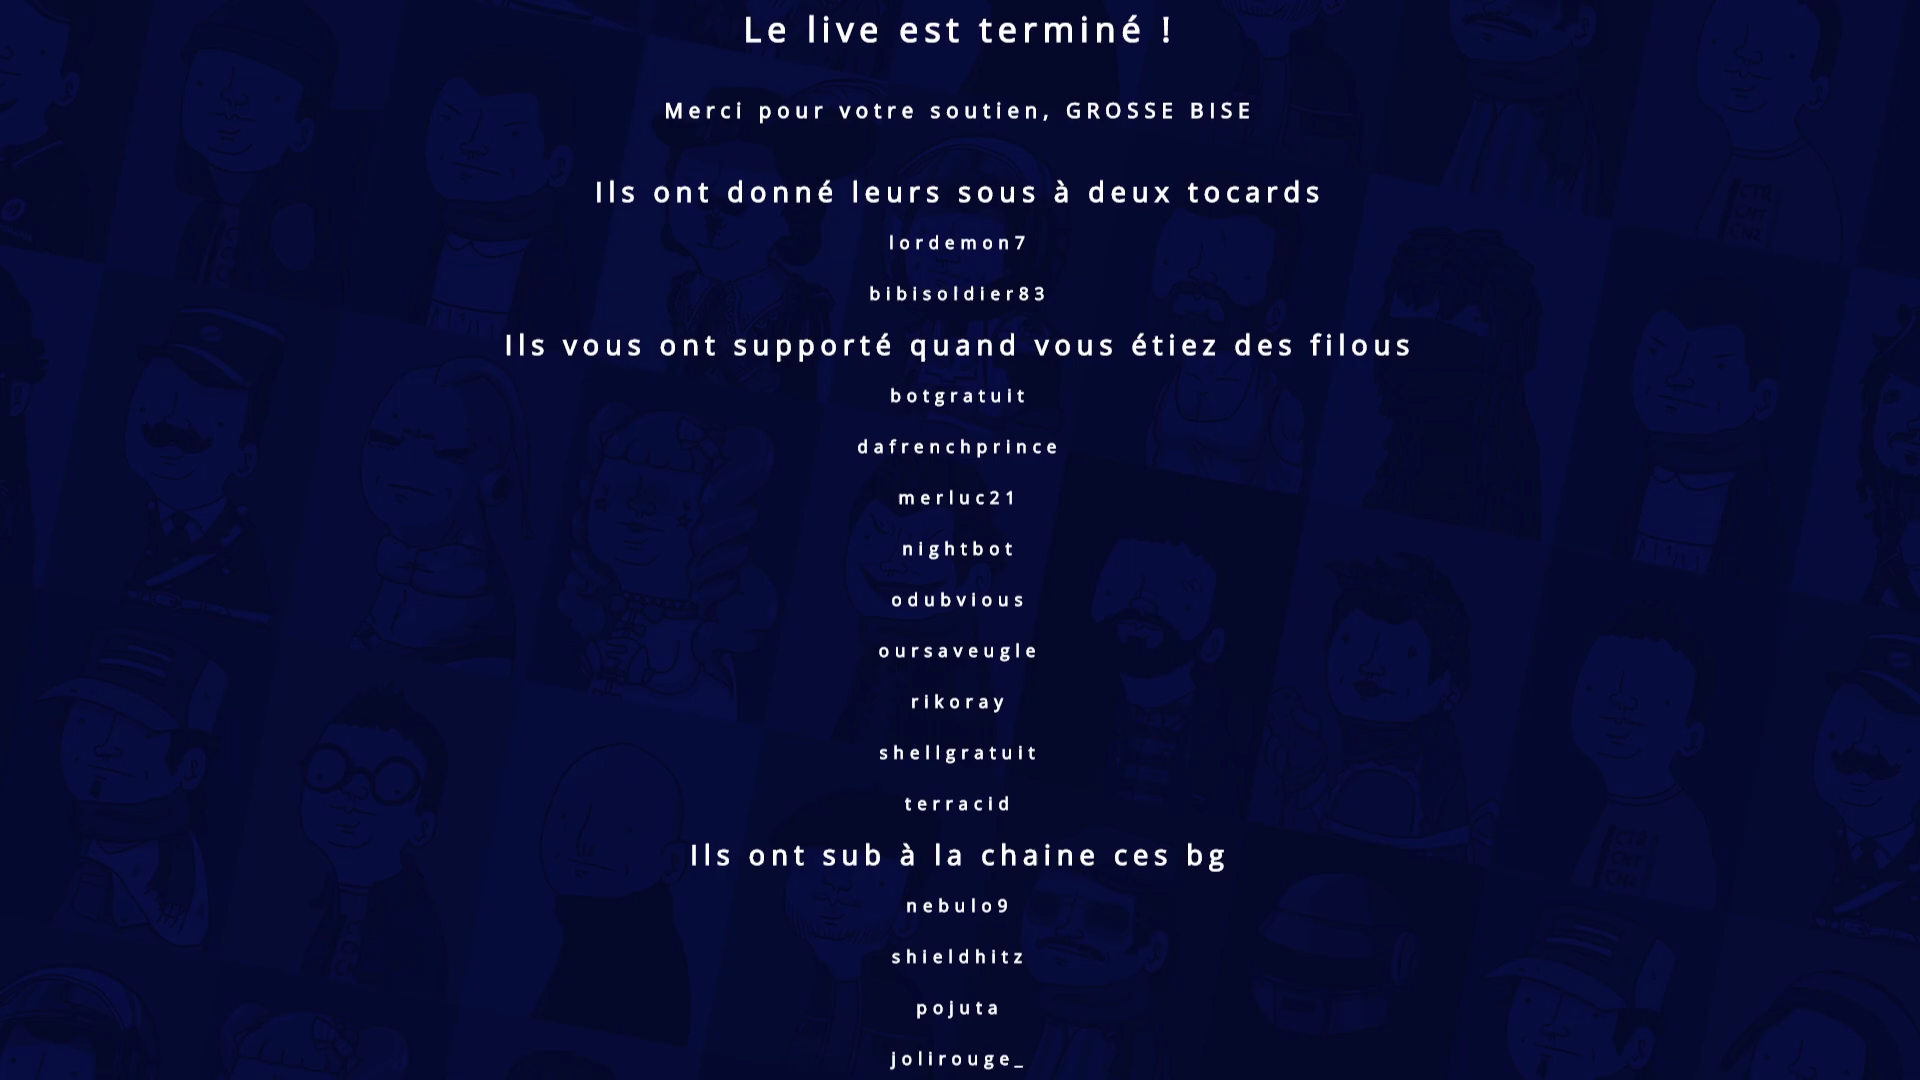 Le live est terminé !
Merci pour votre soutien, GROSSE BISE
Ils ont donné leurs sous à deux tocards
lordemon7
bibisoldier83
Ils vous ont supporté quand vous étiez des filous
botgratuit
dafrenchprince
merluc21
nightbot
odubvious
oursaveugle
rikoray
shellgratuit
terracid
Ils ont sub à la chaine ces bg
nebulo9
shieldhitz
pojuta
jolirouge_